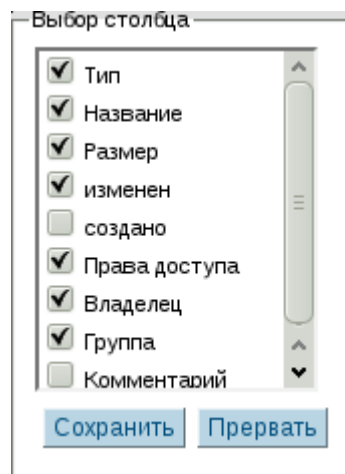 Выбор столбца
Тип
Название
Размер
изменен
создано
Права доступа
Владелец
Группа
Комментарий
Сохранить Прервать